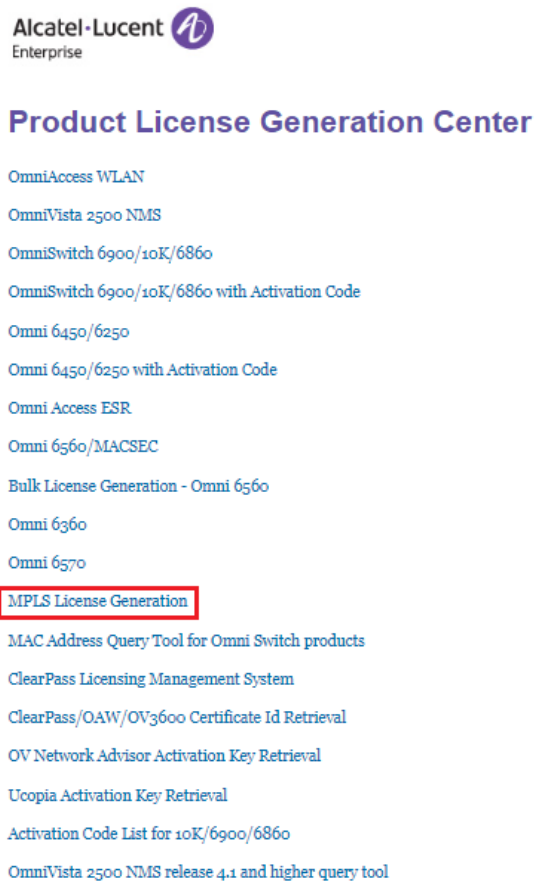 Alcatel·Lucent
Enterprise
Product License Generation Center
OmniAccess WLAN
OmniVista 2500 NMS
OmniSwitch 6900/10K/6860
OmniSwitch 6900/10K/6860 with Activation Code
Omni 6450/6250
Omni 6450/6250 with Activation Code
Omni Access ESR
Omni 6560/MACSEC
Bulk License Generation - Omni 6560
Omni 6360
Omni 6570
MPLS License Generation
MAC Address Query Tool for Omni Switch products
ClearPass Licensing Management System
ClearPass/OAW/OV3600 Certificate Id Retrieval
OV Network Advisor Activation Key Retrieval
Ucopia Activation Key Retrieval
Activation Code List for 10K/6900/6860
OmniVista 2500 NMS release 4.1 and higher query tool